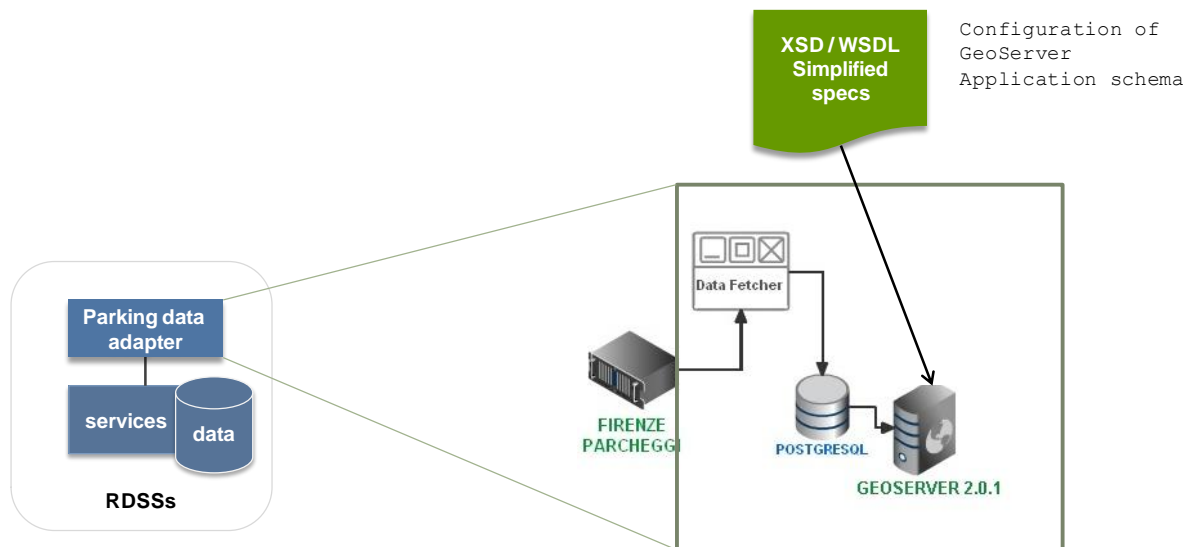 XSD / WSDL
Simplified
specs
Configuration of
GeoServer
Application schema
Data Fetcher
Parking data
adapter
services
data
RDSSs
FIRENZE
PARCHEGGI
POSTGRESQL
GEOSERVER 2.0.1